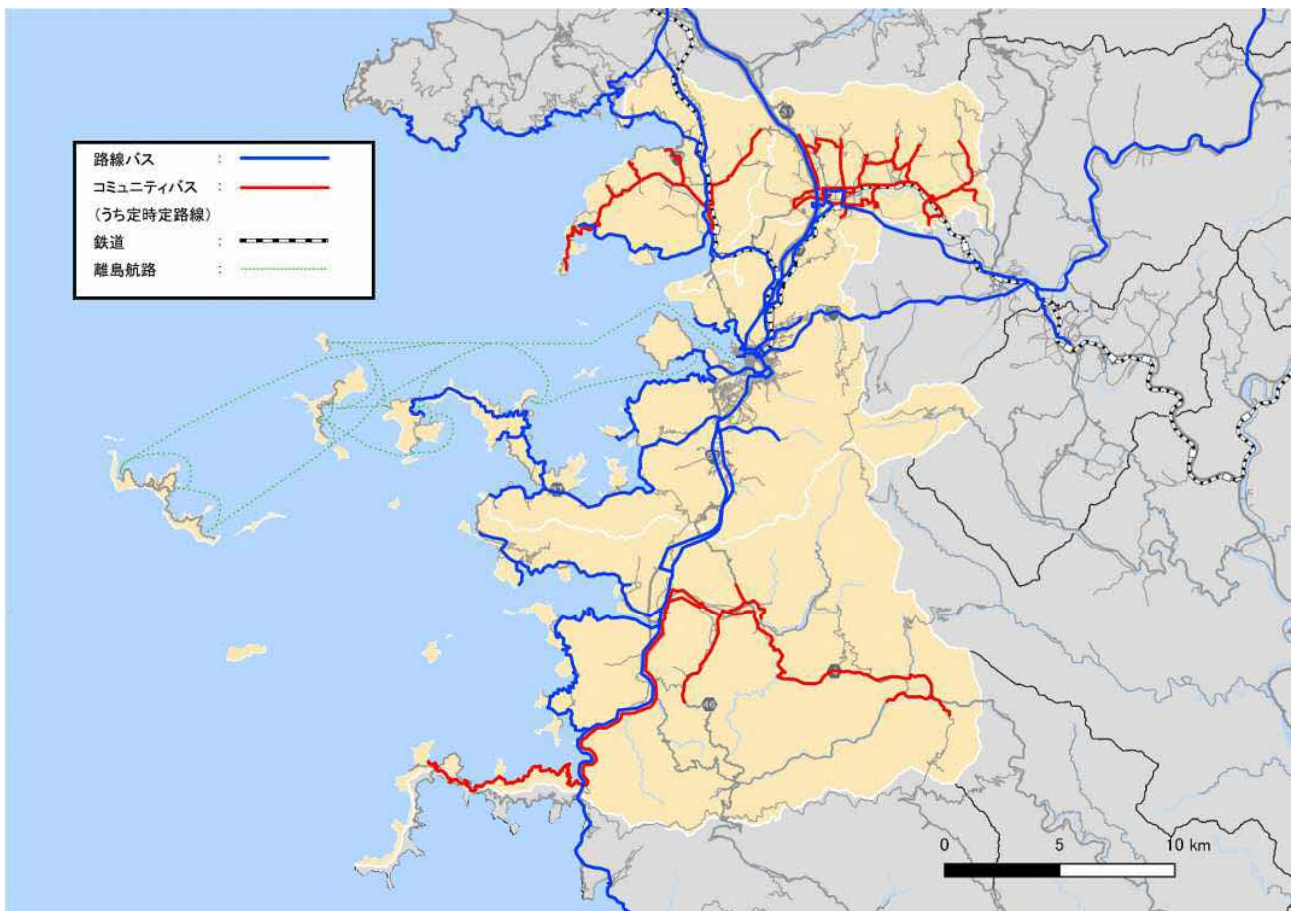 路線バス :
コミュニティバス :
(うち定時定路線)
鉄道 :
離島航路 :
46
0 5 10 km